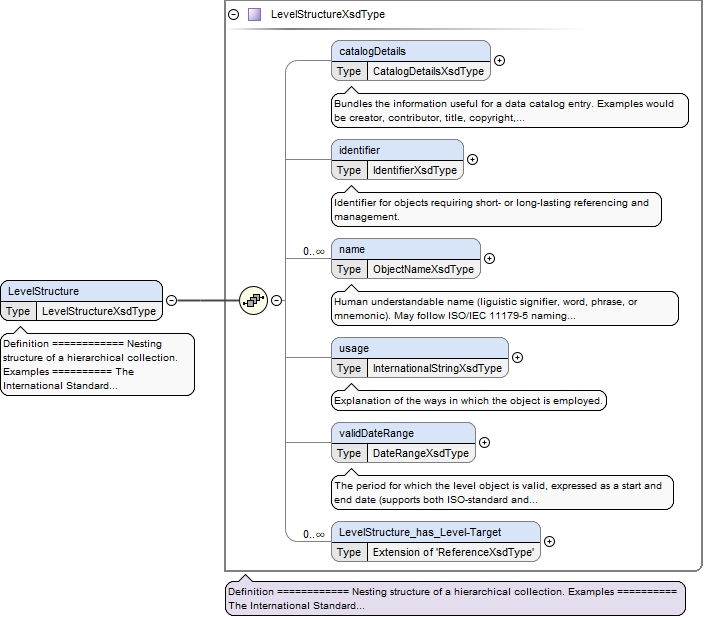 LevelStructureXsdType
catalogDetails
Type CatalogDetailsXsdType
Bundles the information useful for a data catalog entry. Examples would
be creator, contributor, title, copyright,...
identifier
Type IdentifierXsdType
Identifier for objects requiring short- or long-lasting referencing and
management.
0..∞
name
Type ObjectNameXsdType
Human understandable name (liguistic signifier, word, phrase, or
mnemonic). May follow ISO/IEC 11179-5 naming...
LevelStructure
Type LevelStructureXsdType
Definition ============ Nesting
structure of a hierarchical collection.
Examples ========== The
International Standard...
usage
Type InternationalStringXsdType
Explanation of the ways in which the object is employed.
validDateRange
Type DateRangeXsdType
The period for which the level object is valid, expressed as a start and
end date (supports both ISO-standard and...
0..∞
LevelStructure_has_Level-Target
Type Extension of 'ReferenceXsdType'
Definition ============ Nesting structure of a hierarchical collection. Examples ==========
The International Standard...